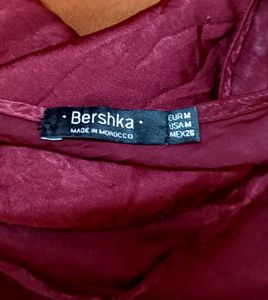 · Bershka ·
MADE IN MOROCCO
EUR M
USA M
MEX 28